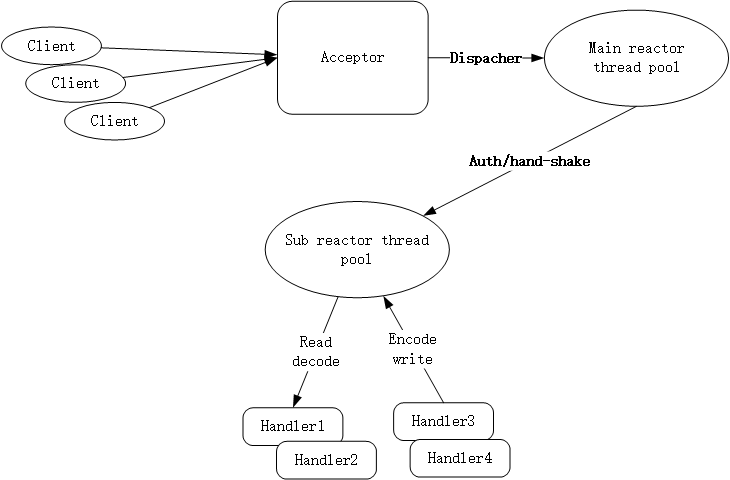 Client
Client
Client
Acceptor
Dispacher
Main reactor
thread pool
Auth/hand-shake
Sub reactor thread
pool
Read
decode
Encode
write
Handler1
Handler2
Handler3
Handler4